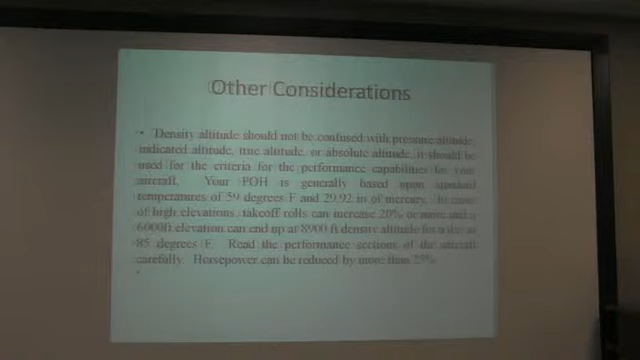 Other Considerations
• Density altitude should not be confused with pressure altitude,
indicated altitude, true altitude, or absolute altitude, it should be
used for the criteria for the performance capabilities for your
aircraft. Your POH is generally based upon standard
temperatures of 59 degrees F and 29.92 in of mercury. In
of high elevations, takeoff rolls can increase 20% or more and a
6000ft elevation can end up at 8900 ft density altitude for a
85 degrees F. Read the performance sections of the aircraft
carefully. Horsepower can be reduced by more than 25%